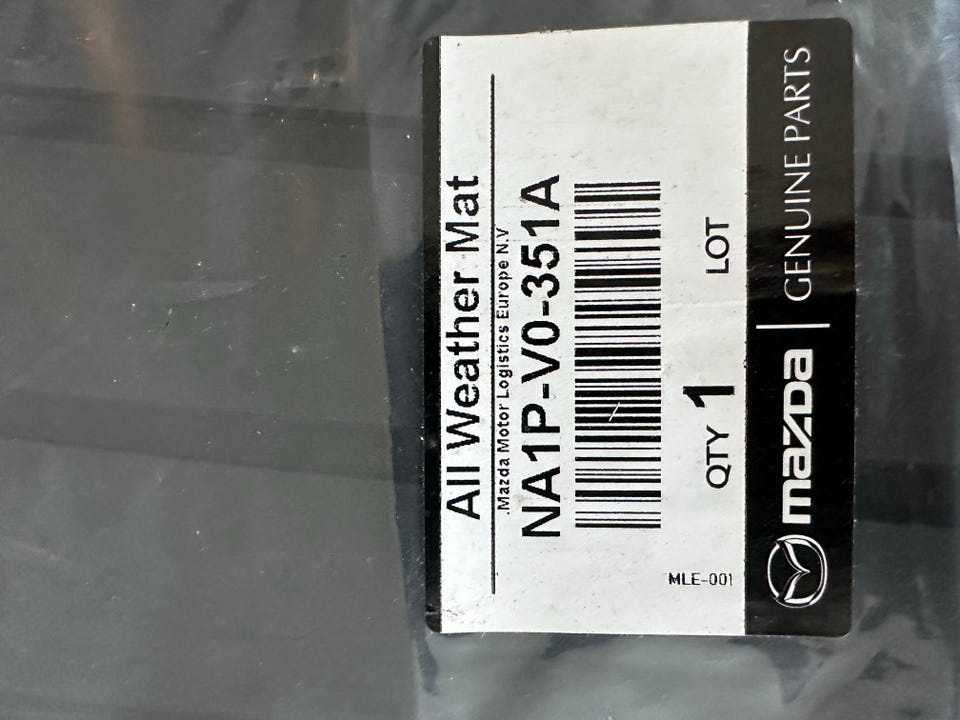 All Weather Mat
.Mazda Motor Logistics Europe N.V
NA1P-V0-351A
QTY 1 LOT
MLE-001
mazda | GENUINE PARTS